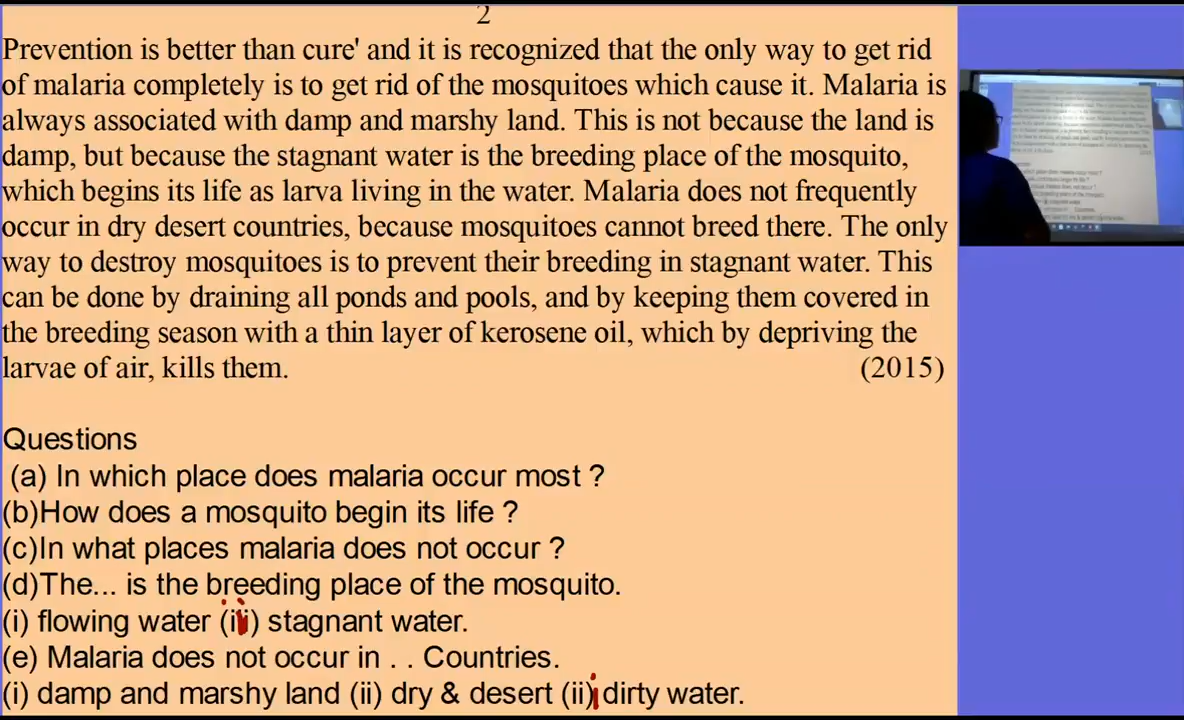 2
Prevention is better than cure' and it is recognized that the only way to get rid
of malaria completely is to get rid of the mosquitoes which cause it. Malaria is
always associated with damp and marshy land. This is not because the land is
damp, but because the stagnant water is the breeding place of the mosquito,
which begins its life as larva living in the water. Malaria does not frequently
occur in dry desert countries, because mosquitoes cannot breed there. The only
way to destroy mosquitoes is to prevent their breeding in stagnant water. This
can be done by draining all ponds and pools, and by keeping them covered in
the breeding season with a thin layer of kerosene oil, which by depriving the
larvae of air, kills them. (2015)
Questions
(a) In which place does malaria occur most ?
(b)How does a mosquito begin its life ?
(c)In what places malaria does not occur ?
(d)The... is the breeding place of the mosquito.
(i) flowing water (ii) stagnant water.
(e) Malaria does not occur in . . Countries.
(i) damp and marshy land (ii) dry & desert (ii)i dirty water.